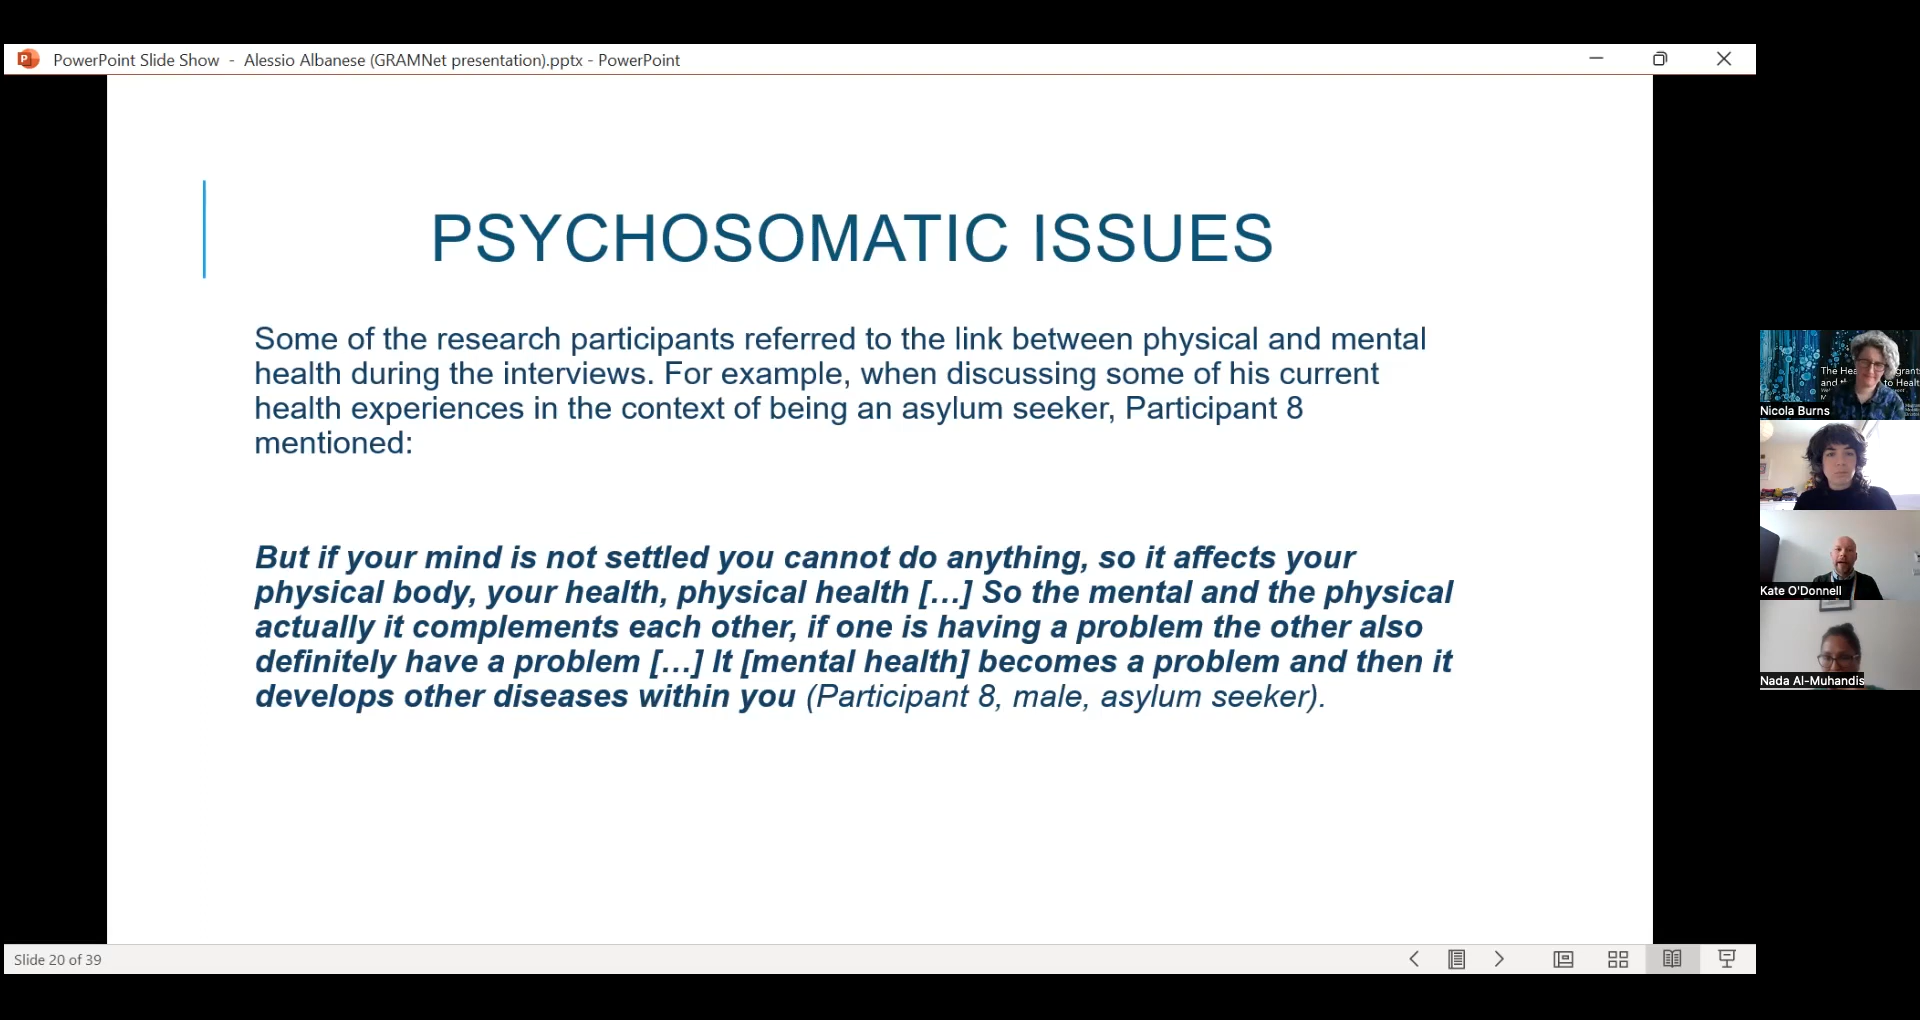 PowerPoint Slide Show - Alessio Albanese (GRAMNet presentation).pptx - PowerPoint
PSYCHOSOMATIC ISSUES
Some of the research participants referred to the link between physical and mental
health during the interviews. For example, when discussing some of his current
health experiences in the context of being an asylum seeker, Participant 8
mentioned:
But if your mind is not settled you cannot do anything, so it affects your
physical body, your health, physical health […] So the mental and the physical
actually it complements each other, if one is having a problem the other also
definitely have a problem […] It [mental health] becomes a problem and then it
develops other diseases within you (Participant 8, male, asylum seeker).
Nicola Burns
Kate O'Donnell
Nada Al-Muhandis
Slide 20 of 39